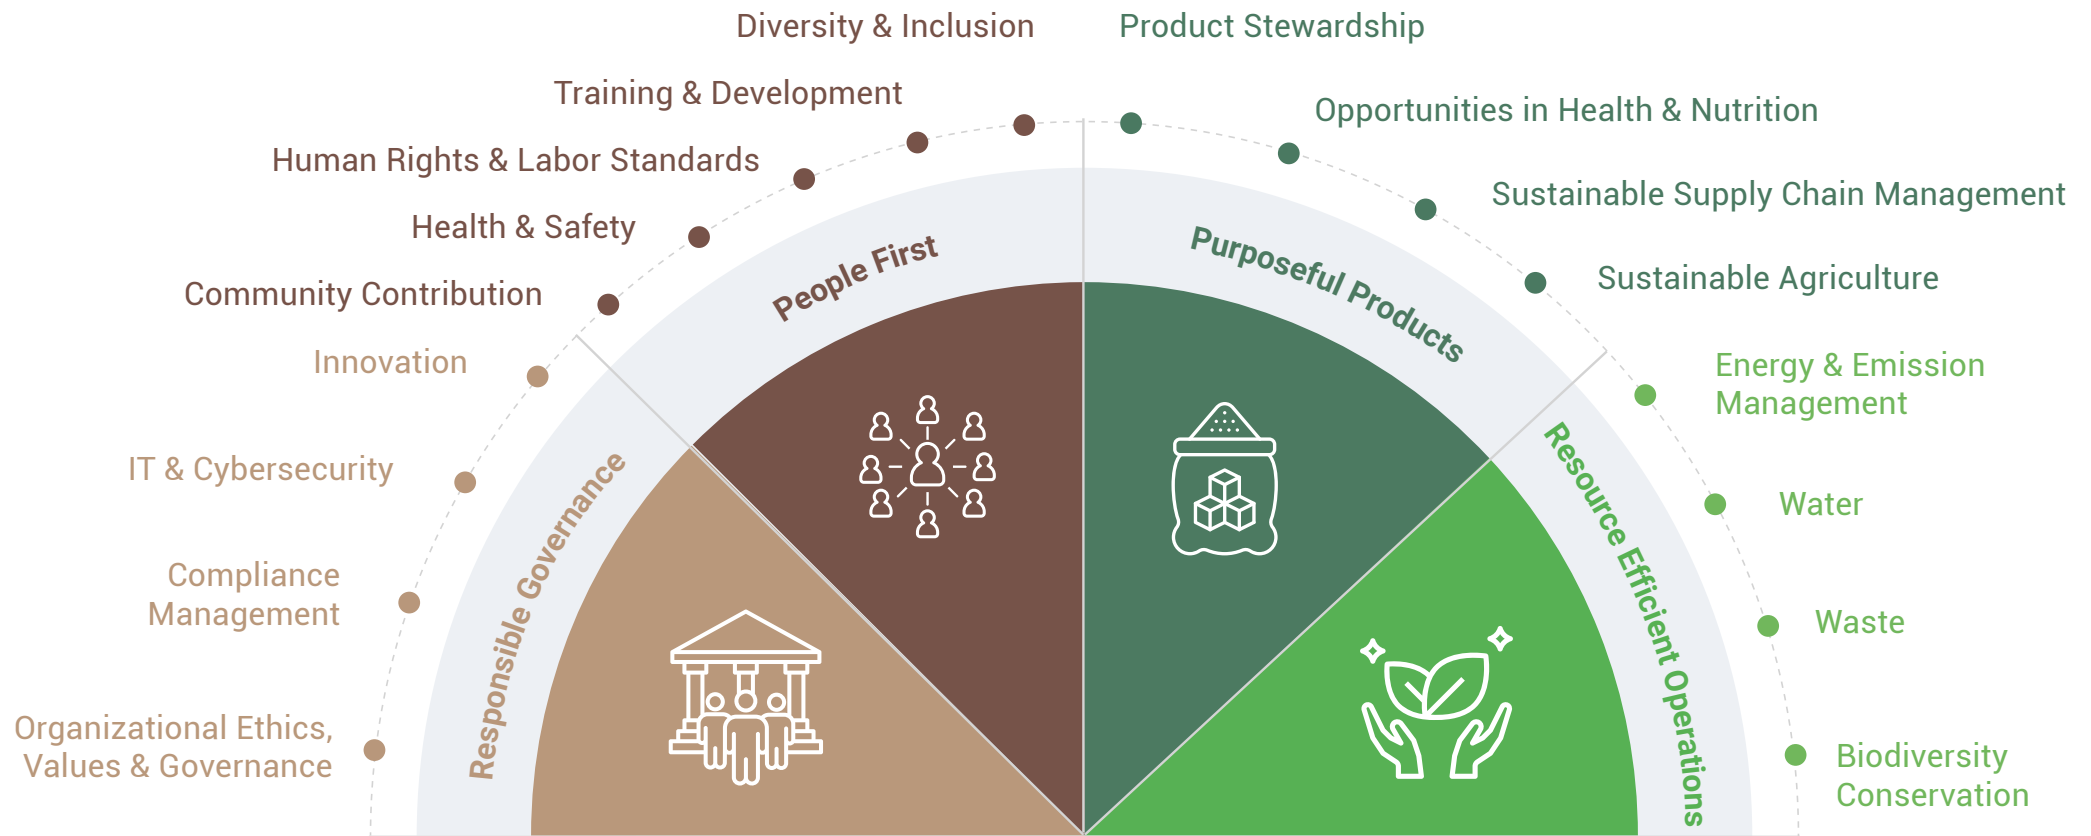 Diversity & Inclusion
Training & Development
Human Rights & Labor Standards
Health & Safety
Community Contribution
Innovation
IT & Cybersecurity
Compliance
Management
Organizational Ethics,
Values & Governance
Product Stewardship
Opportunities in Health & Nutrition
Sustainable Supply Chain Management
Sustainable Agriculture
Energy & Emission
Management
Water
Waste
Biodiversity
Conservation
Responsible Governance
People First
Purposeful Products
Resource Efficient Operations